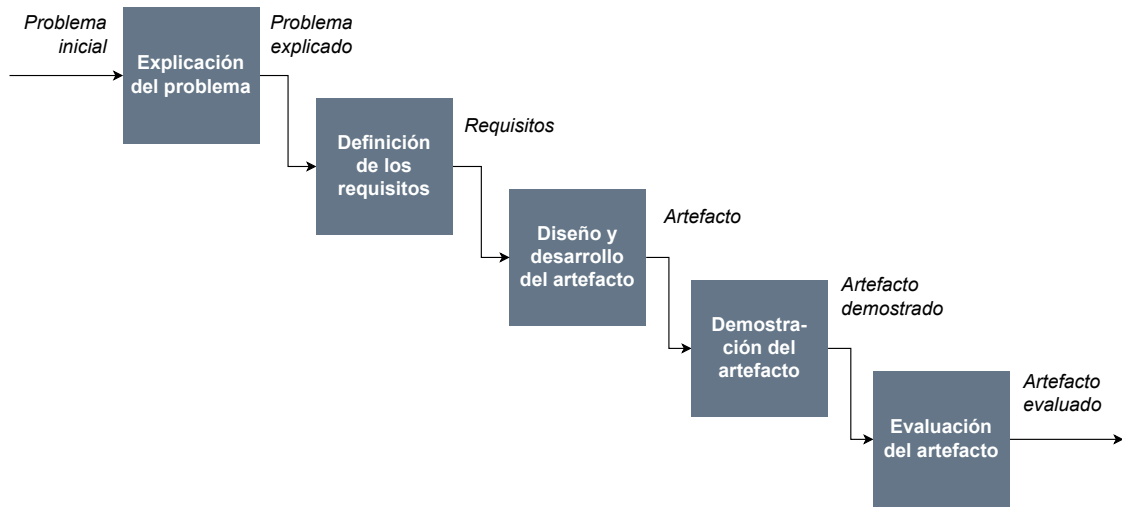 Problema
inicial
Explicación
del problema
Problema
explicado
Definición
de los
requisitos
Requisitos
Diseño y
desarrollo
del artefacto
Artefacto
Demostra-
ción del
artefacto
Artefacto
demostrado
Evaluación
del artefacto
Artefacto
evaluado